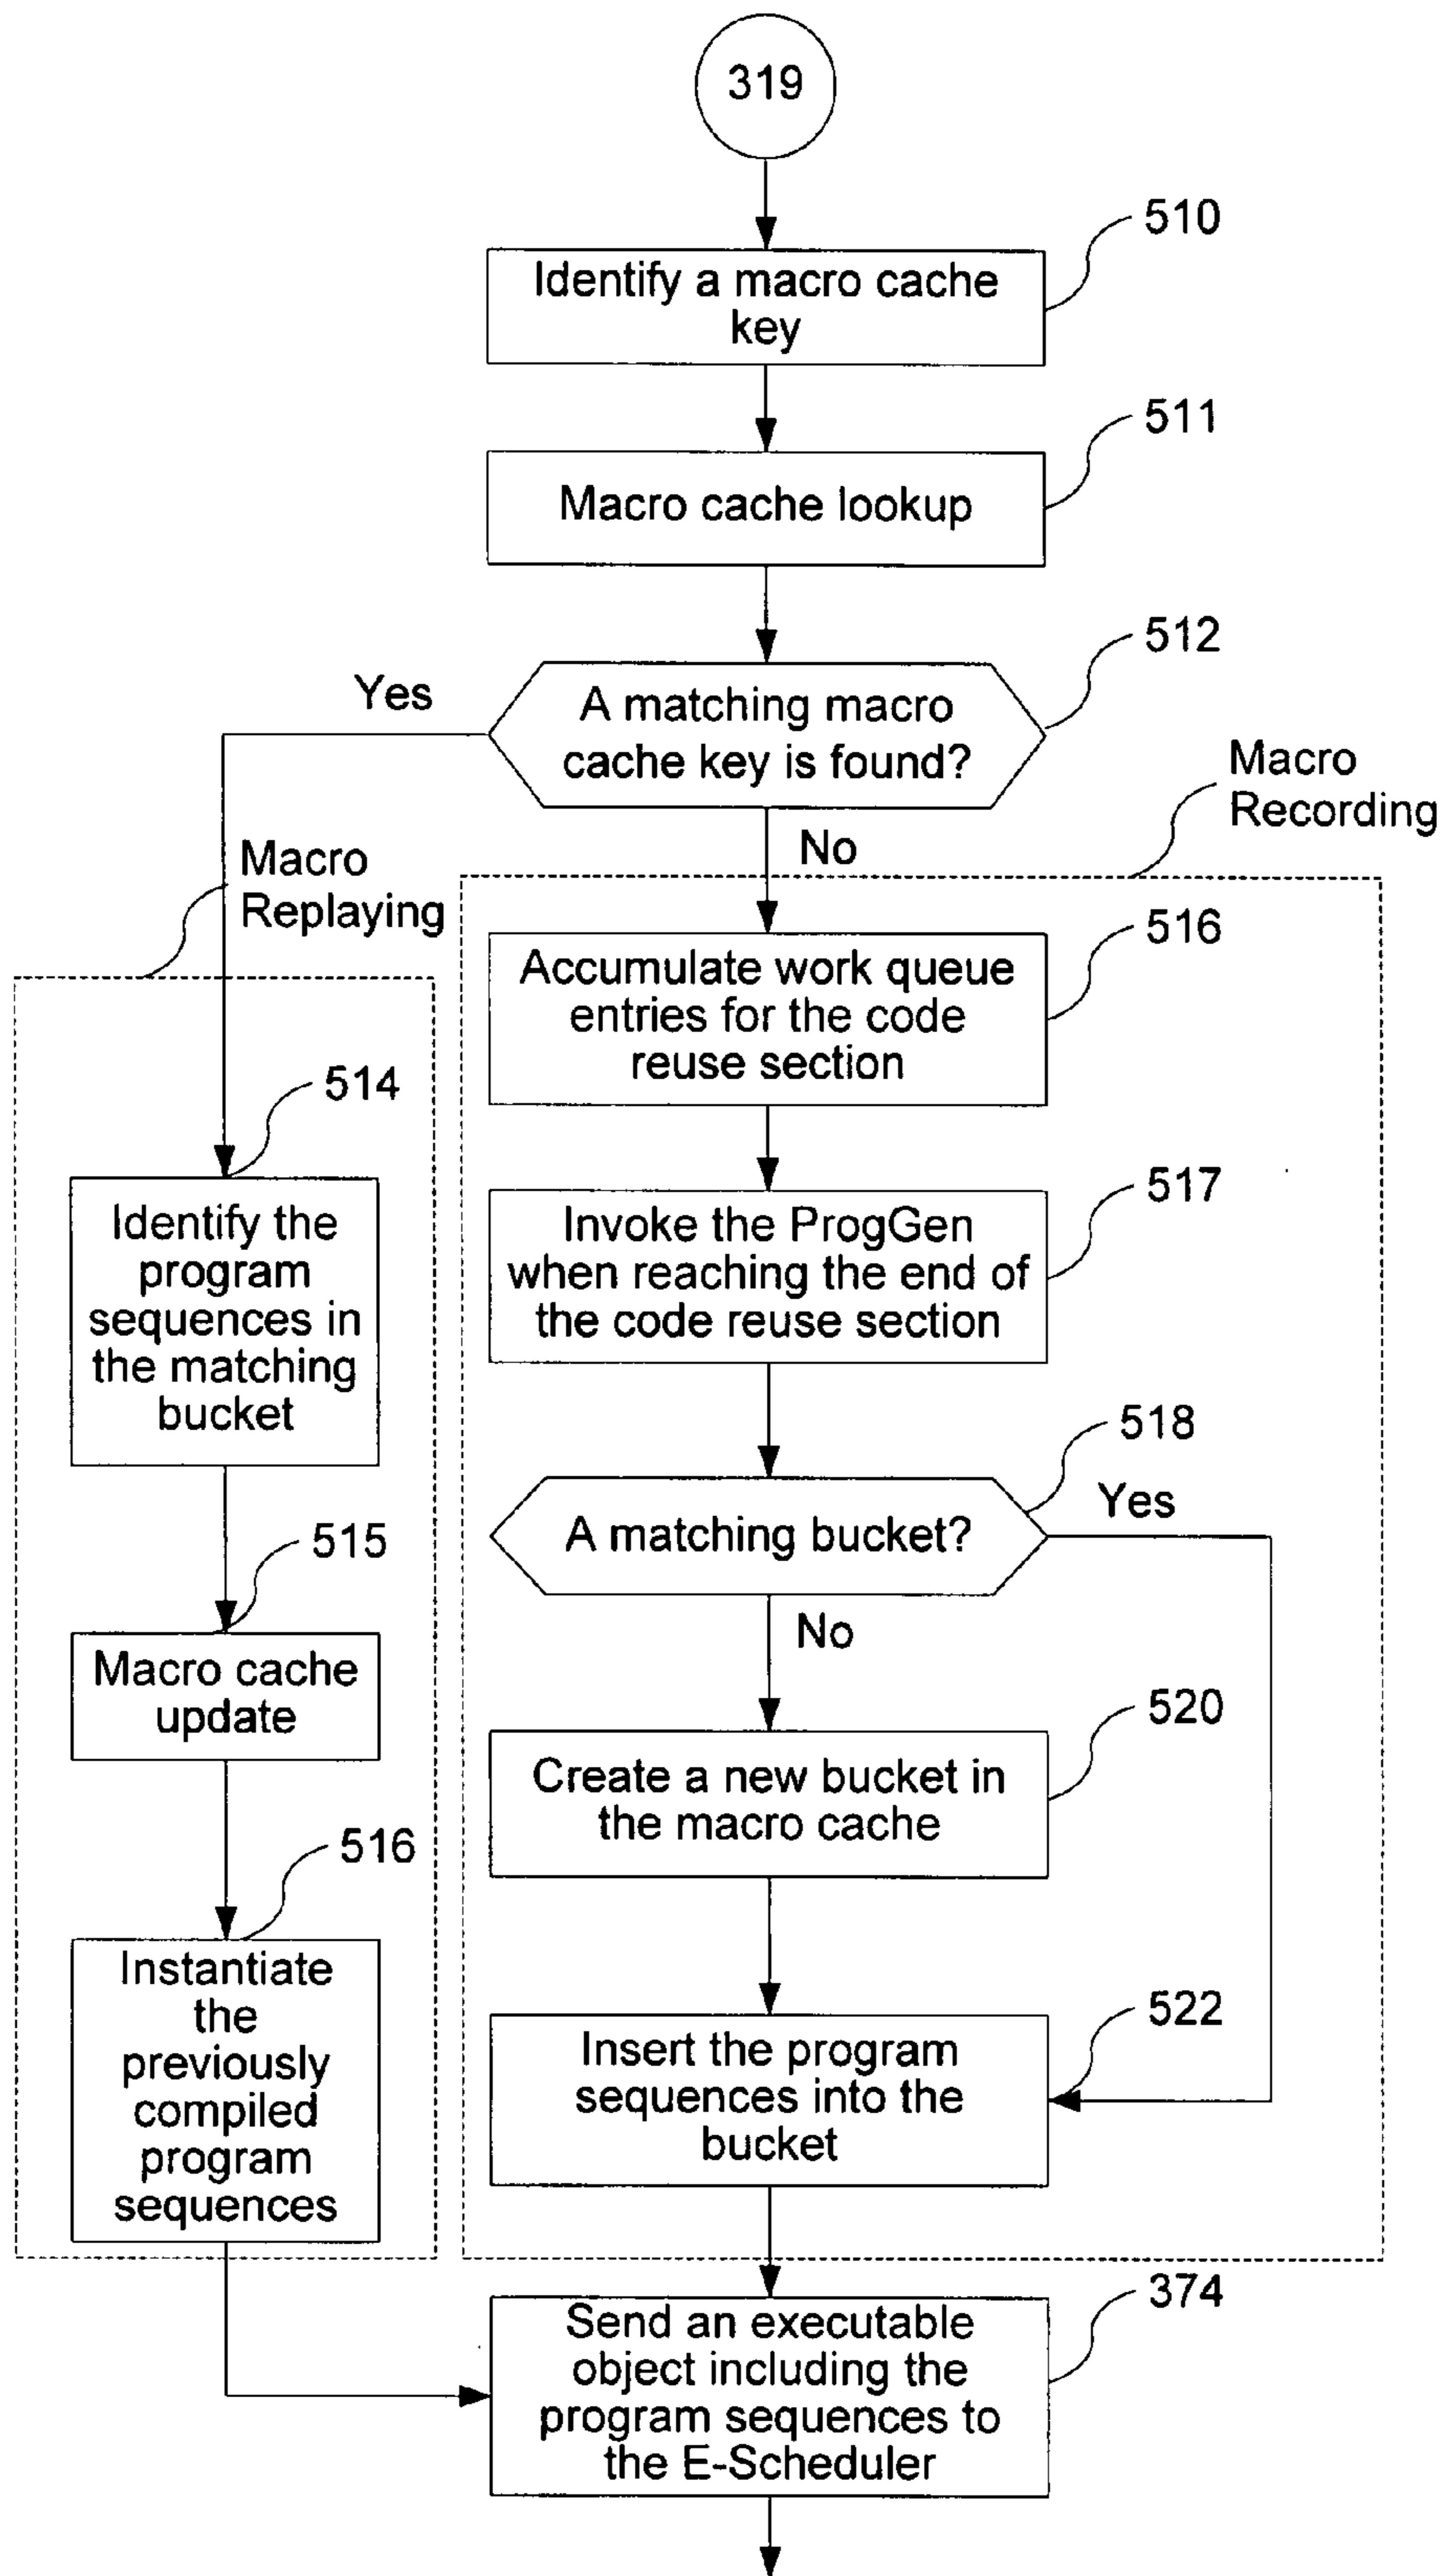 319
510
Identify a macro cache
key
511
Macro cache lookup
512
Yes
A matching macro
cache key is found?
Macro
Recording
No
Macro
Replaying
516
Accumulate work queue
entries for the code
reuse section
514
517
Identify the
program
sequences in
the matching
bucket
Invoke the ProgGen
when reaching the end of
the code reuse section
518
Yes
A matching bucket?
515
No
Macro cache
update
520
Create a new bucket in
the macro cache
516
Instantiate
the
previously
compiled
program
sequences
522
Insert the program
sequences into the
bucket
374
Send an executable
object including the
program sequences to
the E-Scheduler